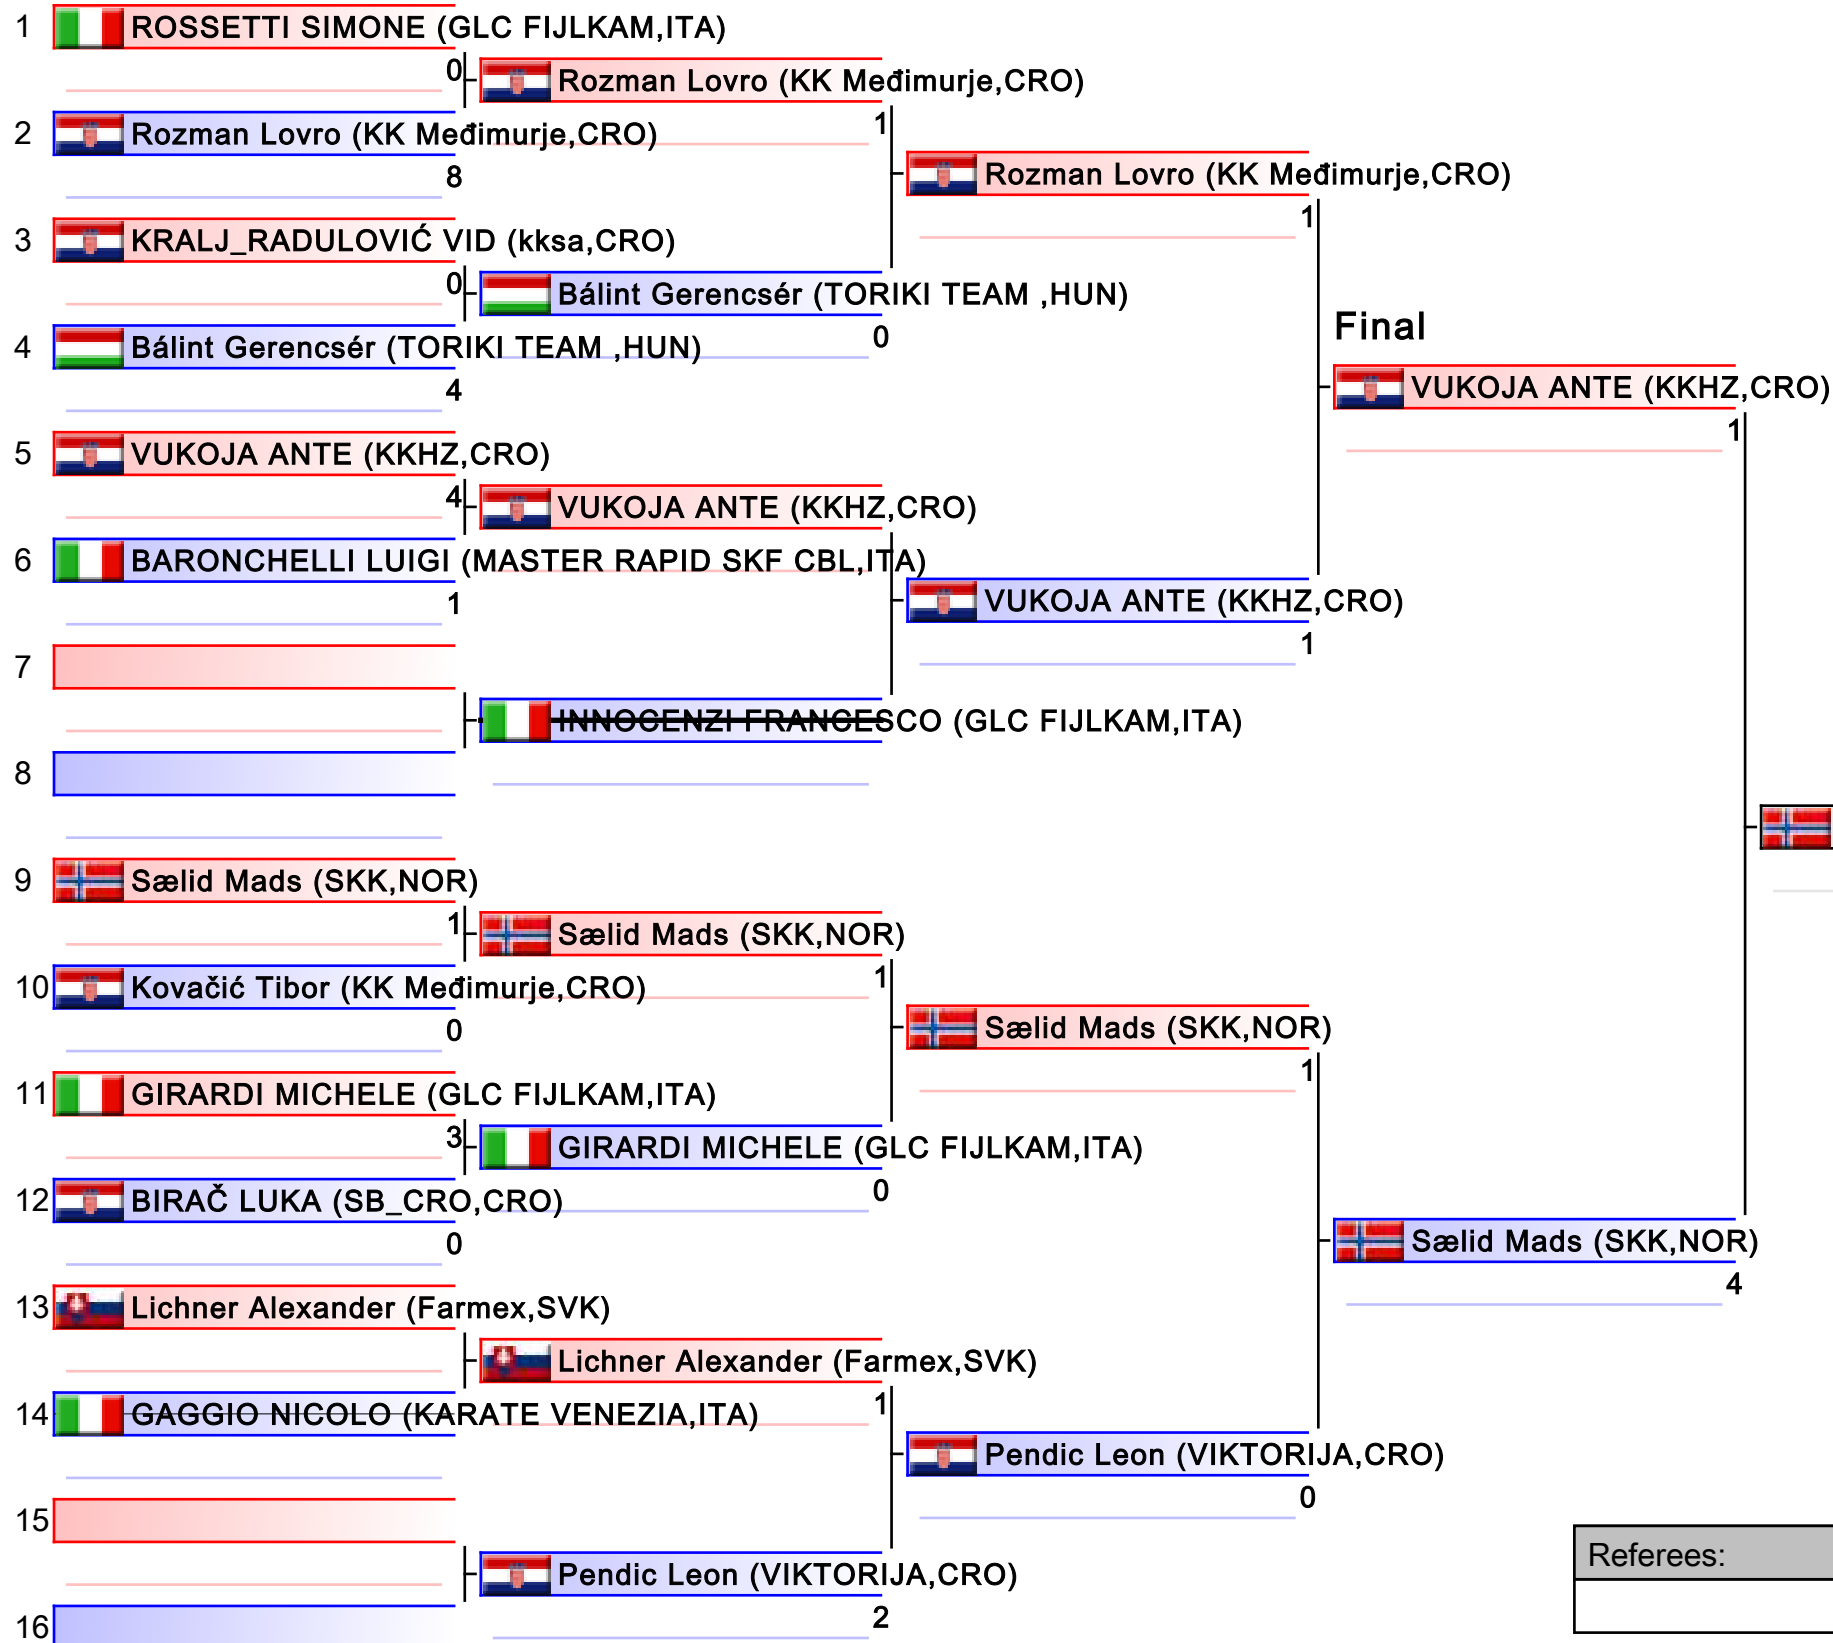 1 ROSSETTI SIMONE (GLC FIJLKAM,ITA)
0 Rozman Lovro (KK Međimurje,CRO)
2 Rozman Lovro (KK Međimurje,CRO) 1
8 Rozman Lovro (KK Međimurje,CRO)
1
3 KRALJ_RADULOVIĆ VID (kksa,CRO)
0 Bálint Gerencsér (TORIKI TEAM ,HUN)
Final
4 Bálint Gerencsér (TORIKI TEAM ,HUN) 0
4 VUKOJA ANTE (KKHZ,CRO)
1
5 VUKOJA ANTE (KKHZ,CRO)
4 VUKOJA ANTE (KKHZ,CRO)
6 BARONCHELLI LUIGI (MASTER RAPID SKF CBL,ITA)
1 VUKOJA ANTE (KKHZ,CRO)
1
7
INNOCENZI FRANCESCO (GLC FIJLKAM,ITA)
8
9 Sælid Mads (SKK,NOR)
1 Sælid Mads (SKK,NOR)
10 Kovačić Tibor (KK Međimurje,CRO) 1
0 Sælid Mads (SKK,NOR)
1
11 GIRARDI MICHELE (GLC FIJLKAM,ITA)
3 GIRARDI MICHELE (GLC FIJLKAM,ITA)
12 BIRAČ LUKA (SB_CRO,CRO) 0
0 Sælid Mads (SKK,NOR)
4
13 Lichner Alexander (Farmex,SVK)
Lichner Alexander (Farmex,SVK)
14 GAGGIO NICOLO (KARATE VENEZIA,ITA) 1
Pendic Leon (VIKTORIJA,CRO)
0
15
Referees:
Pendic Leon (VIKTORIJA,CRO)
16 2